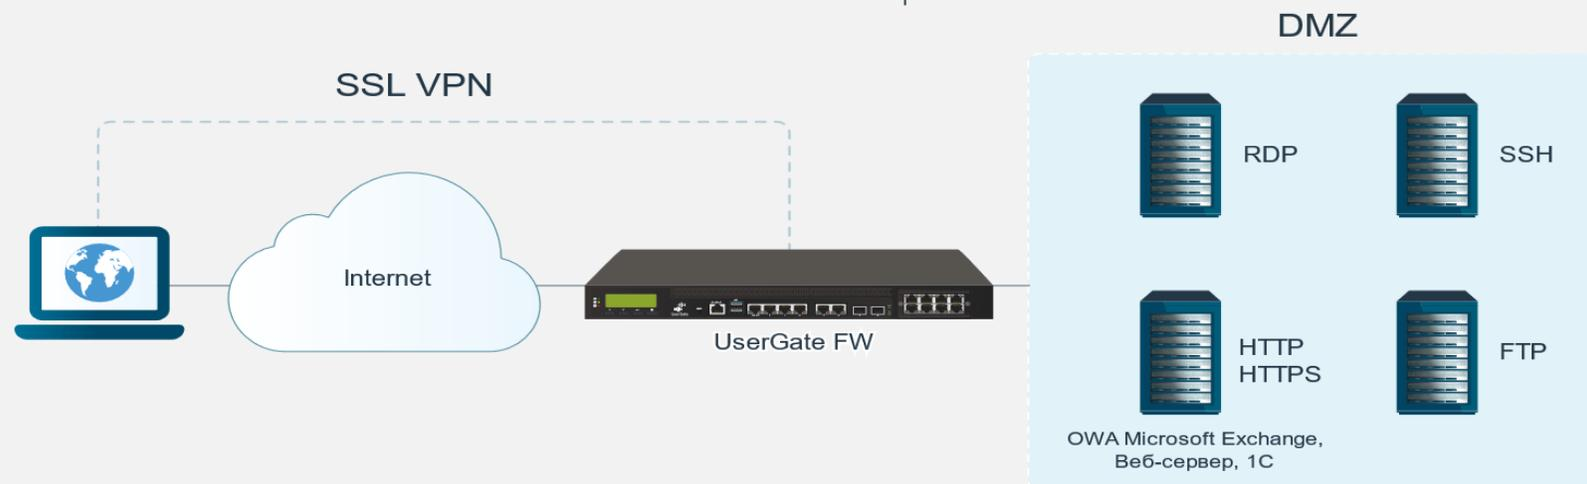 DMZ
SSL VPN
RDP
SSH
Internet
UserGate FW
HTTP
HTTPS
FTP
OWA Microsoft Exchange,
Веб-сервер, 1С